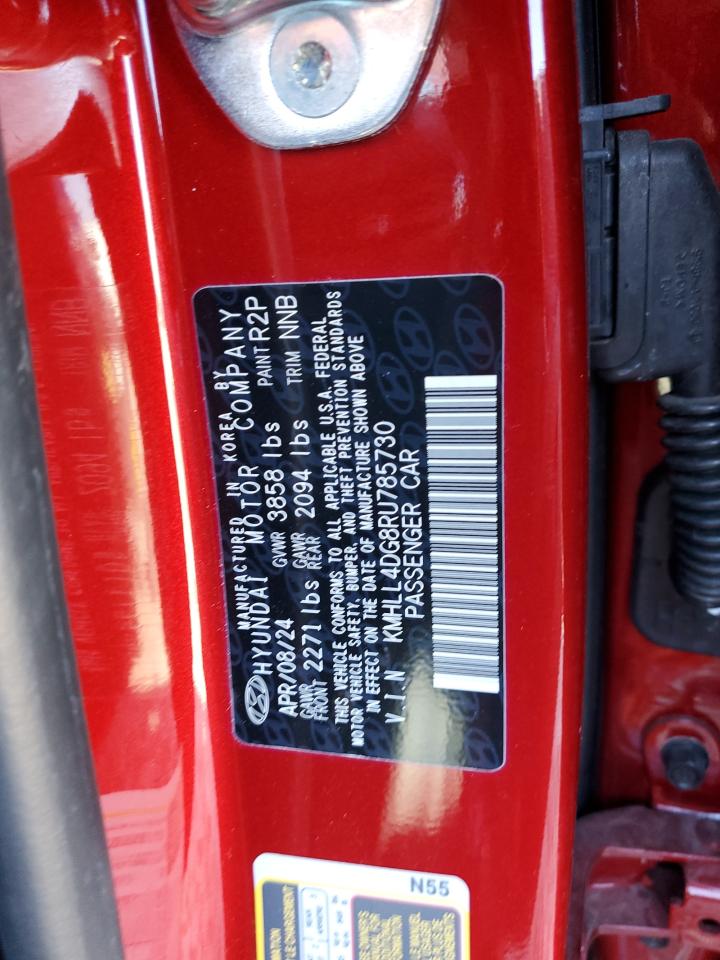 MANUFACTURED IN KOREA BY
HYUNDAI MOTOR COMPANY
APR/08/24 GVWR 3858 lbs PAINT R2P
GAWR FRONT 2271 lbs GAWR REAR 2094 lbs TRIM NNB
THIS VEHICLE CONFORMS TO ALL APPLICABLE U.S.A. FEDERAL
MOTOR VEHICLE SAFETY, BUMPER, AND THEFT PREVENTION STANDARDS
IN EFFECT ON THE DATE OF MANUFACTURE SHOWN ABOVE
V.I.N KMHLL4DG8RU785730
PASSENGER CAR
N55